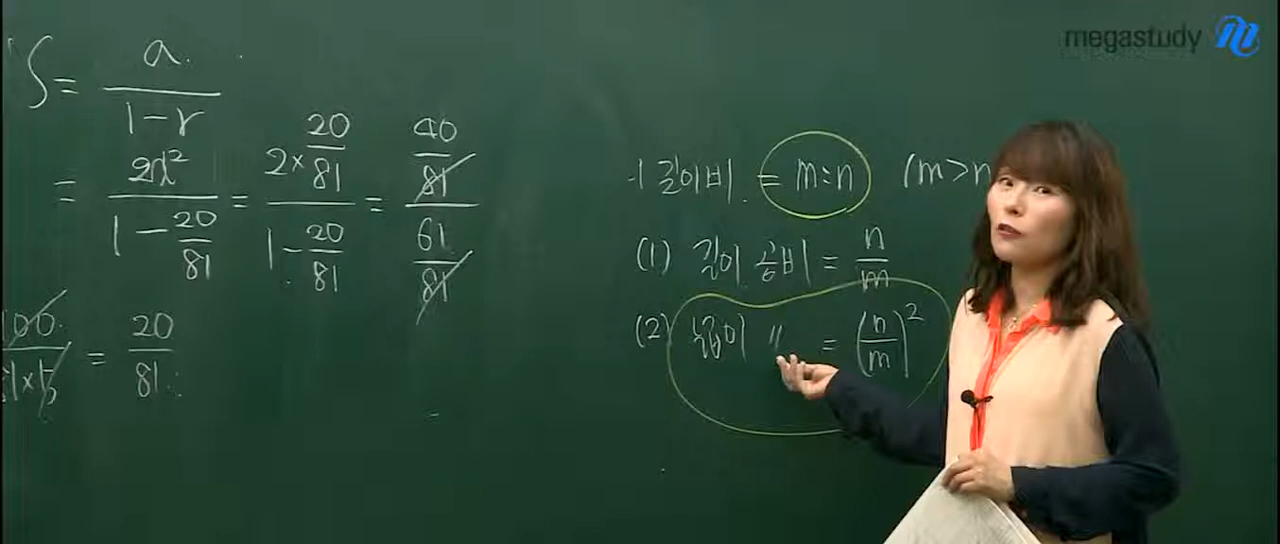 megastudy
S = a / 1-r
= 2x² / 1 - 20/81 = 2×20/81 / 1 - 20/81 = 40/81 / 61/81
= 20/81
길이비 = m:n (m>n
(1) 길이 공비 = n/m
(2) 넓이 〃 = (n/m)²